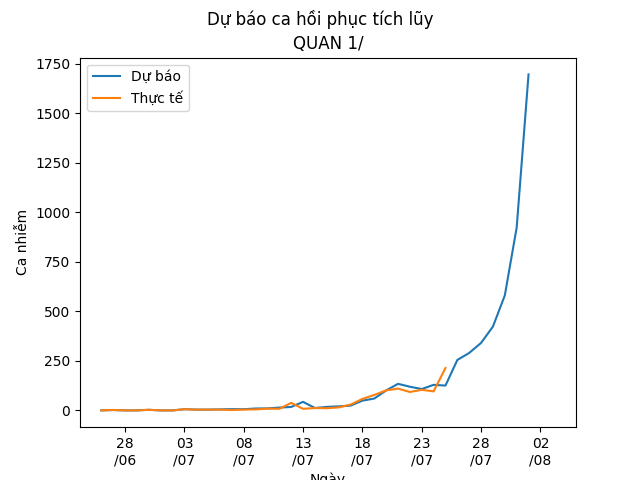 Dự báo ca hồi phục tích lũy
QUAN 1/
Dự báo
Thực tế
Ca nhiễm
1750
1500
1250
1000
750
500
250
0
28 03 08 13 18 23 28 02
/06 /07 /07 /07 /07 /07 /07 /08
Ngày